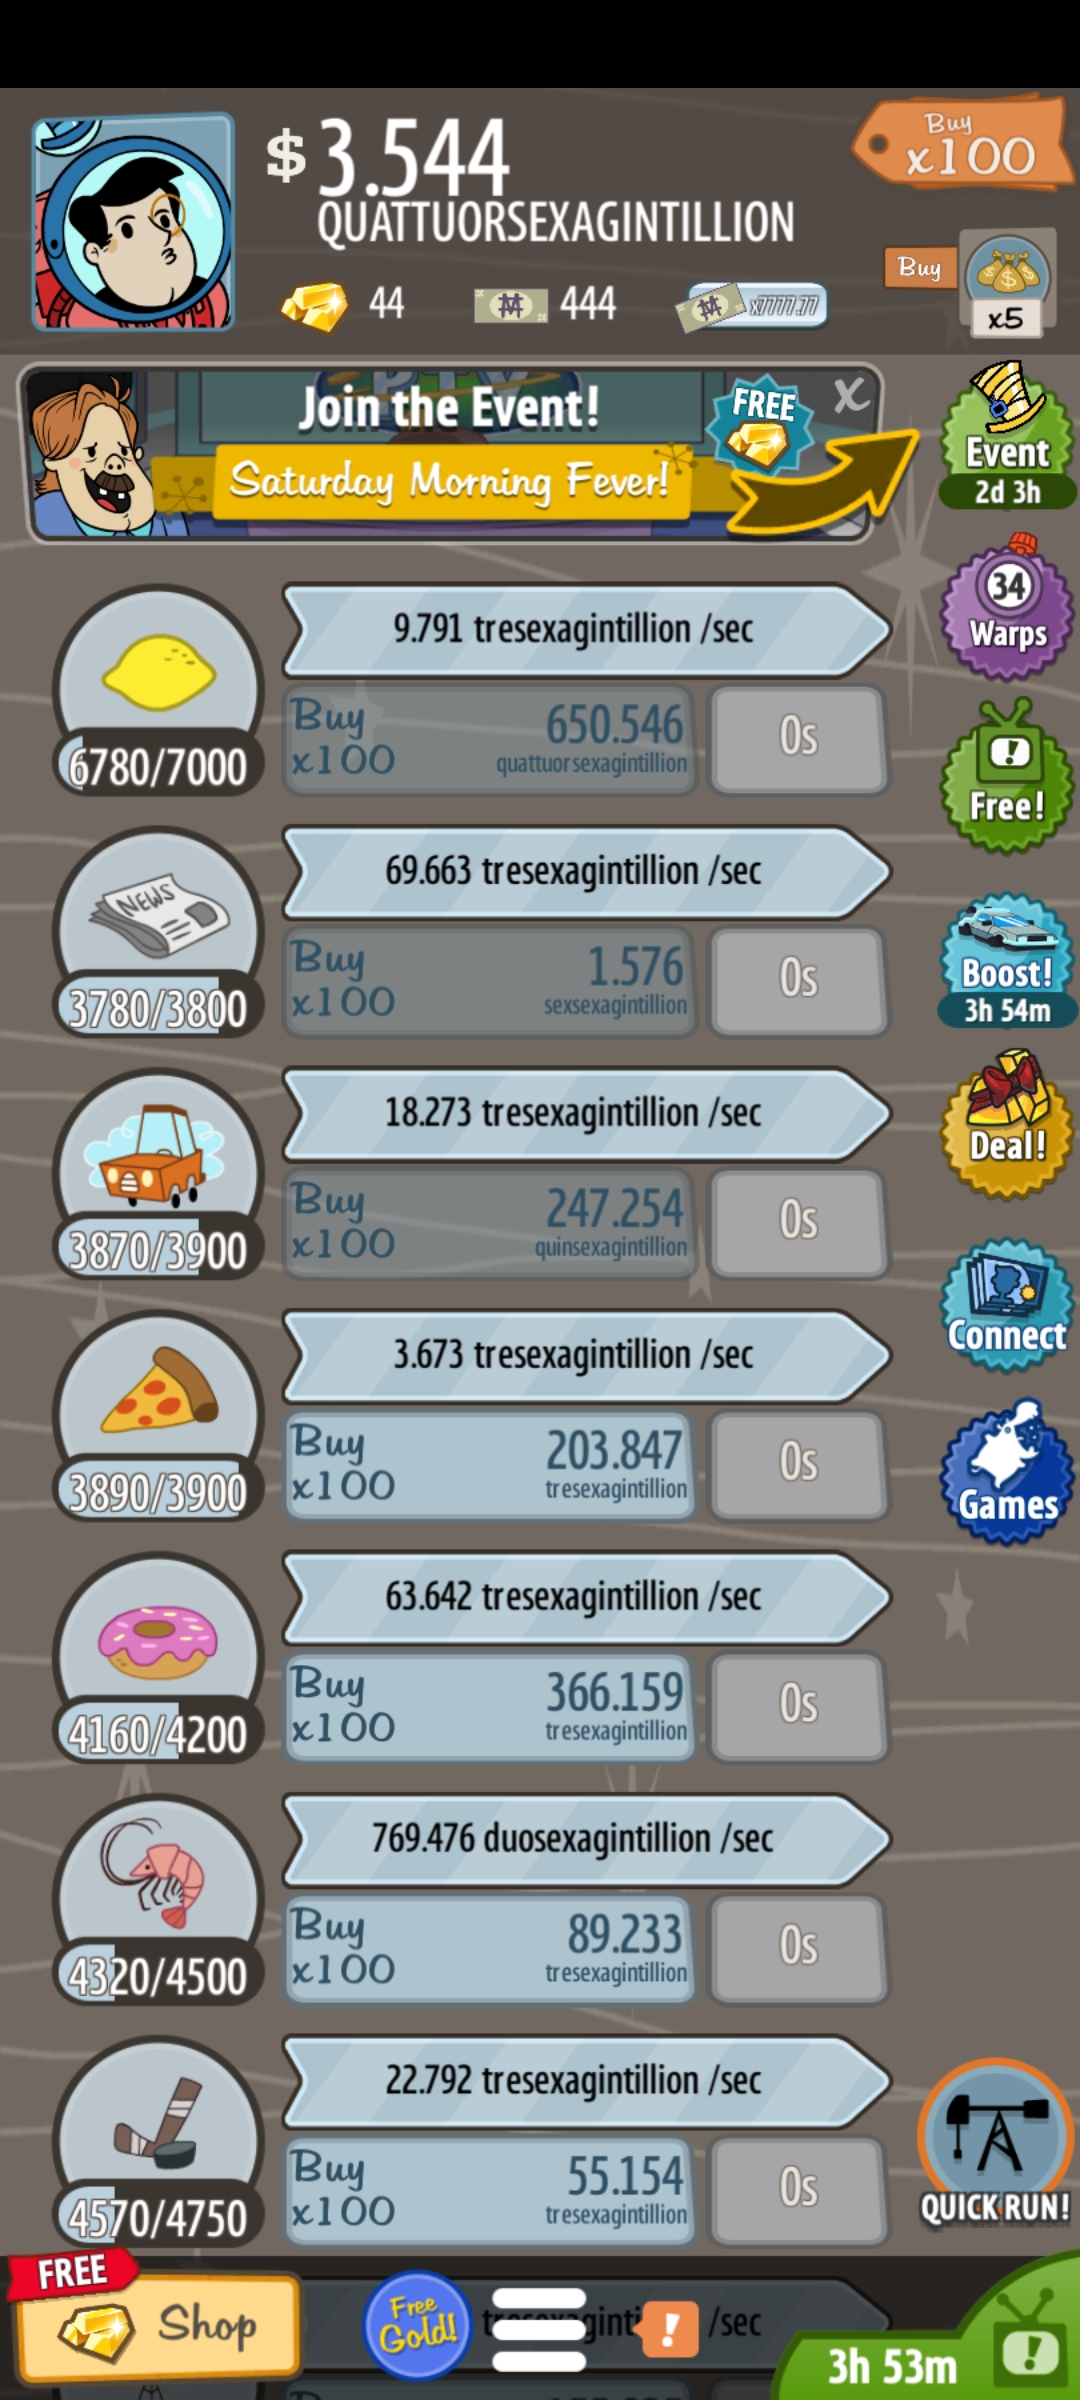 $ 3.544
QUATTUORSEXAGINTILLION
Buy
x100
44
444
x7777.77
Buy
x5
Join the Event!
FREE
X
Saturday Morning Fever!
Event
2d 3h
34
Warps
Free!
Boost!
3h 54m
Deal!
Connect
Games
9.791 tresexagintillion /sec
Buy
x100
650.546
quattuorsexagintillion
0s
6780/7000
NEWS
69.663 tresexagintillion /sec
Buy
x100
1.576
sexsexagintillion
0s
3780/3800
18.273 tresexagintillion /sec
Buy
x100
247.254
quinsexagintillion
0s
3870/3900
3.673 tresexagintillion /sec
Buy
x100
203.847
tresexagintillion
0s
3890/3900
63.642 tresexagintillion /sec
Buy
x100
366.159
tresexagintillion
0s
4160/4200
769.476 duosexagintillion /sec
Buy
x100
89.233
tresexagintillion
0s
4320/4500
22.792 tresexagintillion /sec
Buy
x100
55.154
tresexagintillion
0s
4570/4750
QUICK RUN!
FREE
Shop
Free
Gold!
/sec
3h 53m